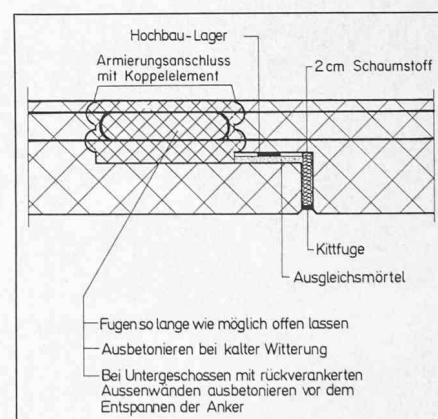 Hochbau-Lager
Armierungsanschluss
mit Koppelelement
2 cm Schaumstoff
Kittfuge
Ausgleichsmörtel
Fugen so lange wie möglich offen lassen
Ausbetonieren bei kalter Witterung
Bei Untergeschossen mit rückverankerten
Aussenwänden ausbetonieren vor dem
Entspannen der Anker